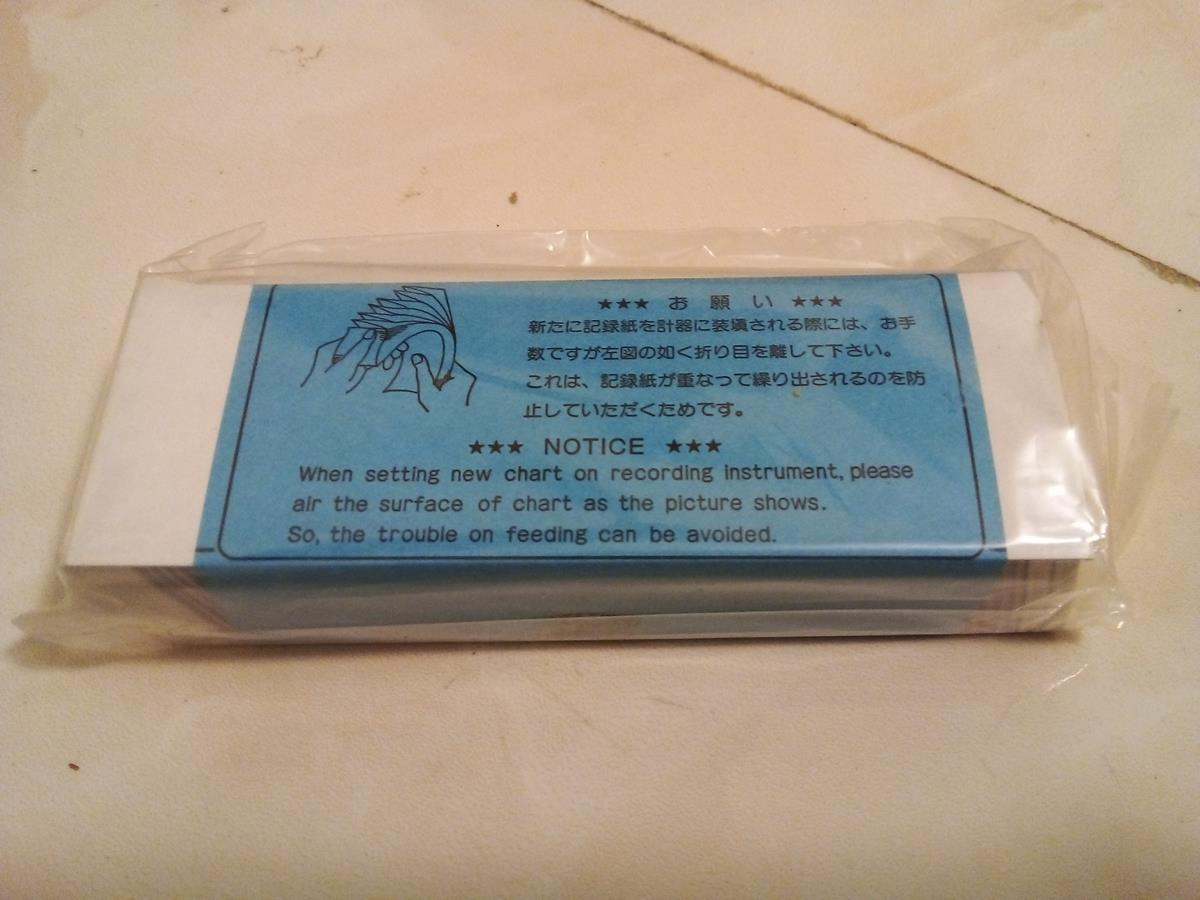 ★★★ お 願 い ★★★
新たに記録紙を計器に装塡される際には、お手
数ですが左図の如く折り目を離して下さい。
これは、記録紙が重なって繰り出されるのを防
止していただくためです。
★★★ NOTICE ★★★
When setting new chart on recording instrument, please
air the surface of chart as the picture shows.
So, the trouble on feeding can be avoided.